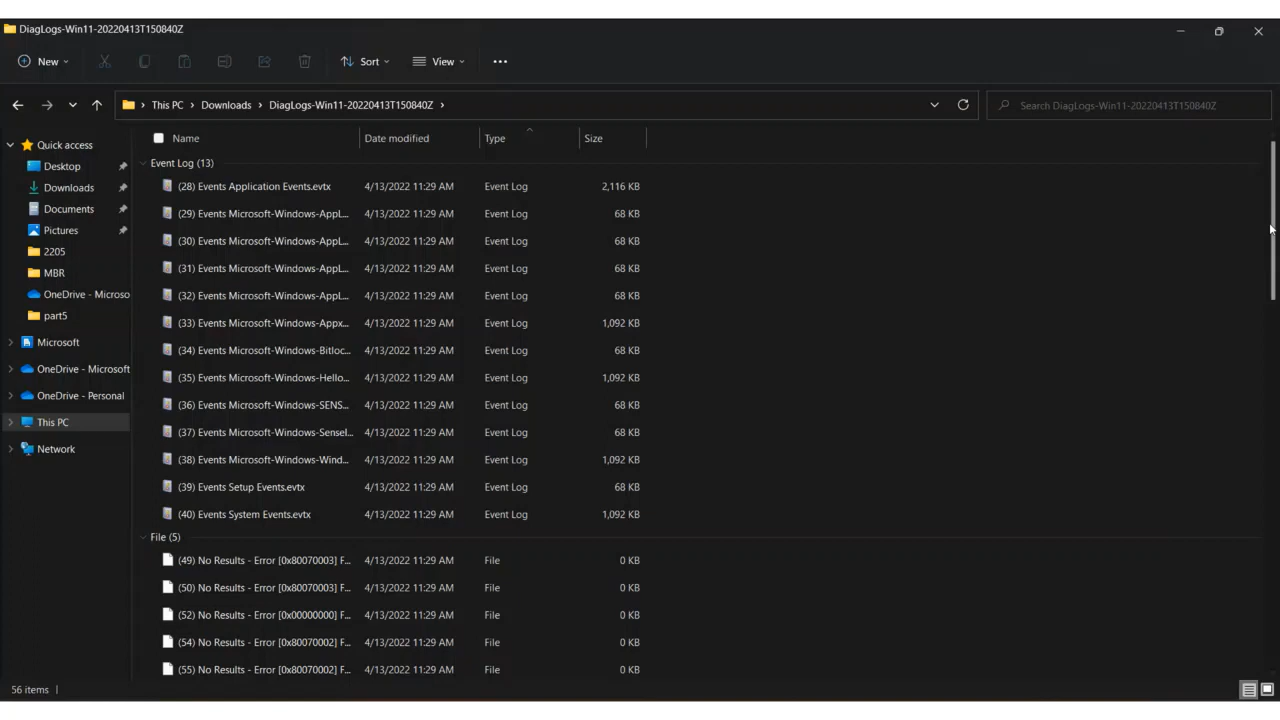 DiagLogs-Win11-20220413T150840Z
New
Sort
View
This PC > Downloads > DiagLogs-Win11-20220413T150840Z >
Search DiagLogs-Win11-20220413T150840Z
Quick access
Desktop
Downloads
Documents
Pictures
2205
MBR
OneDrive - Microso
part5
Microsoft
OneDrive - Microsoft
OneDrive - Personal
This PC
Network
Name Date modified Type Size
Event Log (13)
(28) Events Application Events.evtx 4/13/2022 11:29 AM Event Log 2,116 KB
(29) Events Microsoft-Windows-AppL... 4/13/2022 11:29 AM Event Log 68 KB
(30) Events Microsoft-Windows-AppL... 4/13/2022 11:29 AM Event Log 68 KB
(31) Events Microsoft-Windows-AppL... 4/13/2022 11:29 AM Event Log 68 KB
(32) Events Microsoft-Windows-AppL... 4/13/2022 11:29 AM Event Log 68 KB
(33) Events Microsoft-Windows-Appx... 4/13/2022 11:29 AM Event Log 1,092 KB
(34) Events Microsoft-Windows-Bitloc... 4/13/2022 11:29 AM Event Log 68 KB
(35) Events Microsoft-Windows-Hello... 4/13/2022 11:29 AM Event Log 1,092 KB
(36) Events Microsoft-Windows-SENS... 4/13/2022 11:29 AM Event Log 68 KB
(37) Events Microsoft-Windows-SenseI... 4/13/2022 11:29 AM Event Log 68 KB
(38) Events Microsoft-Windows-Wind... 4/13/2022 11:29 AM Event Log 1,092 KB
(39) Events Setup Events.evtx 4/13/2022 11:29 AM Event Log 68 KB
(40) Events System Events.evtx 4/13/2022 11:29 AM Event Log 1,092 KB
File (5)
(49) No Results - Error [0x80070003] F... 4/13/2022 11:29 AM File 0 KB
(50) No Results - Error [0x80070003] F... 4/13/2022 11:29 AM File 0 KB
(52) No Results - Error [0x00000000] F... 4/13/2022 11:29 AM File 0 KB
(54) No Results - Error [0x80070002] F... 4/13/2022 11:29 AM File 0 KB
(55) No Results - Error [0x80070002] F... 4/13/2022 11:29 AM File 0 KB
56 items